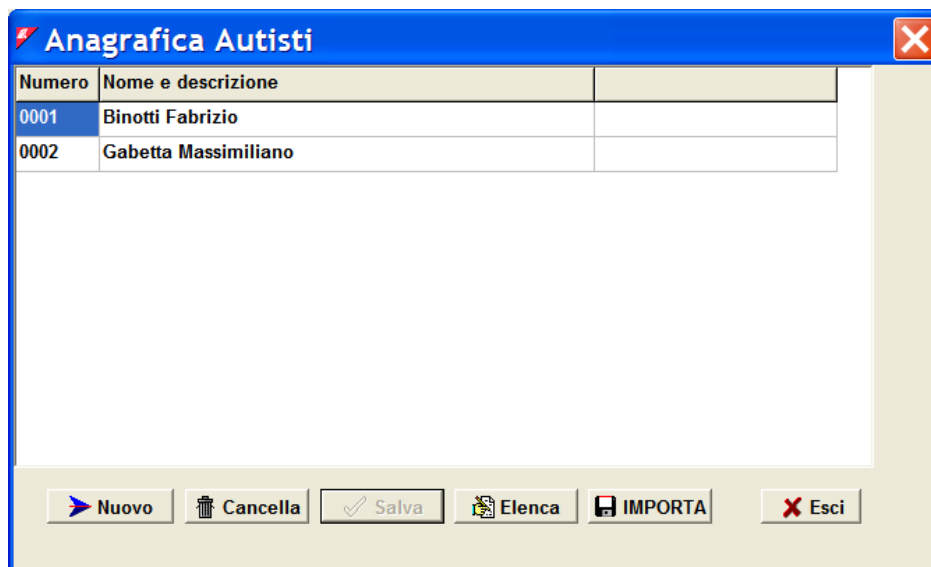 Anagrafica Autisti
Numero Nome e descrizione
0001 Binotti Fabrizio
0002 Gabetta Massimiliano
Nuovo Cancella Salva Elenca IMPORTA Esci